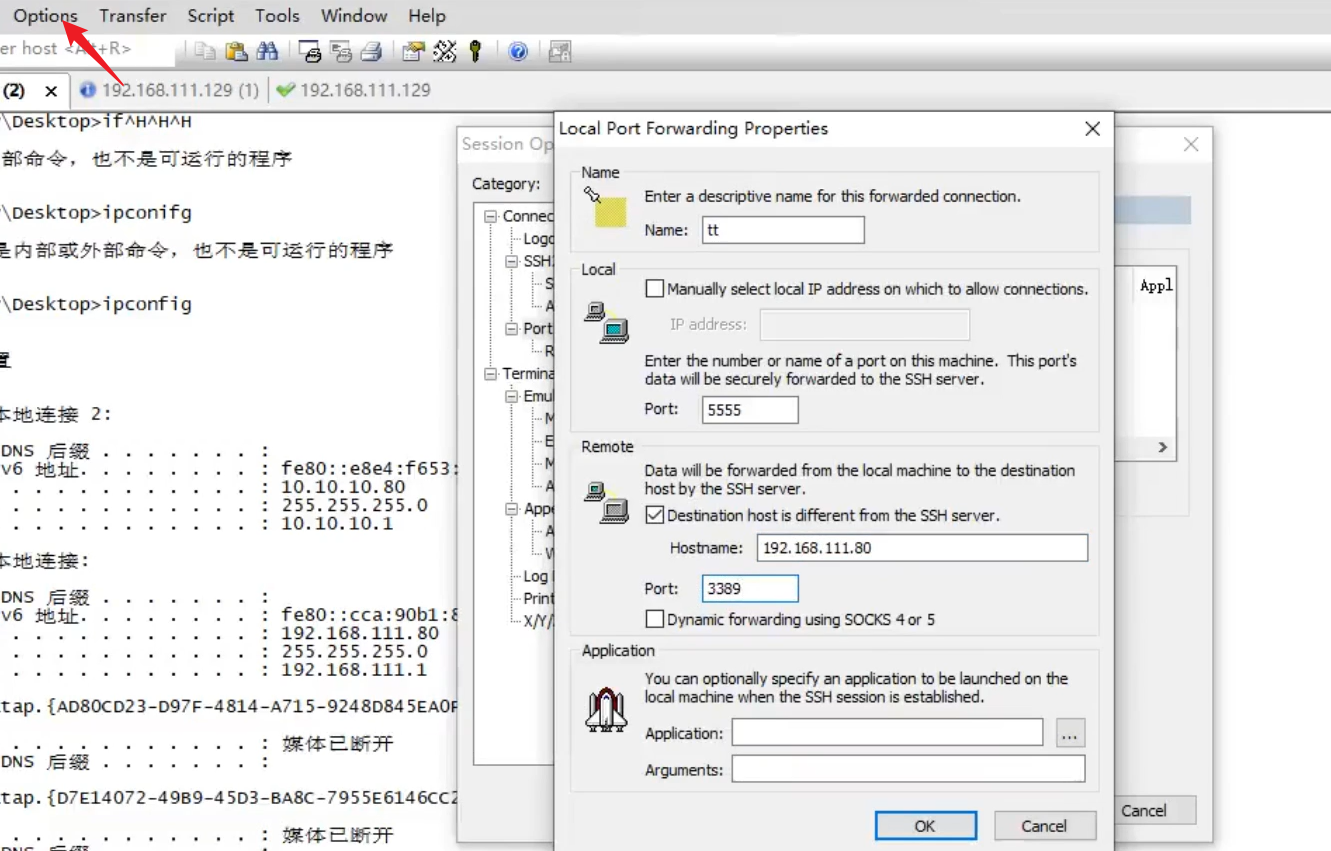 Options Transfer Script Tools Window Help
er host <Alt+R>
(2) × 192.168.111.129 (1) 192.168.111.129
\Desktop>if^H^H^H
部命令，也不是可运行的程序
\Desktop>ipconifg
是内部或外部命令，也不是可运行的程序
\Desktop>ipconfig
置
本地连接 2:
DNS 后缀 . . . . . . . :
v6 地址. . . . . . . . : fe80::e8e4:f653:
. . . . . . . . . . . . : 10.10.10.80
. . . . . . . . . . . . : 255.255.255.0
. . . . . . . . . . . . : 10.10.10.1
本地连接:
DNS 后缀 . . . . . . . :
v6 地址. . . . . . . . : fe80::cca:90b1:8
. . . . . . . . . . . . : 192.168.111.80
. . . . . . . . . . . . : 255.255.255.0
. . . . . . . . . . . . : 192.168.111.1
tap.{AD80CD23-D97F-4814-A715-9248D845EA0F
. . . . . . . . . . . . : 媒体已断开
DNS 后缀 . . . . . . . :
tap.{D7E14072-49B9-45D3-BA8C-7955E6146CC2
. . . . . . . . . . . . : 媒体已断开
DNS 后缀 . . . . . . . :
Session Op
Category:
Connec
Logo
SSH2
S
A
Port
R
Termina
Emul
M
E
M
A
Appe
A
W
Log
Print
X/Y/
Appl
Cancel
Local Port Forwarding Properties
Name
Enter a descriptive name for this forwarded connection.
Name: tt
Local
Manually select local IP address on which to allow connections.
IP address:
Enter the number or name of a port on this machine. This port's
data will be securely forwarded to the SSH server.
Port: 5555
Remote
Data will be forwarded from the local machine to the destination
host by the SSH server.
Destination host is different from the SSH server.
Hostname: 192.168.111.80
Port: 3389
Dynamic forwarding using SOCKS 4 or 5
Application
You can optionally specify an application to be launched on the
local machine when the SSH session is established.
Application: ...
Arguments:
OK Cancel